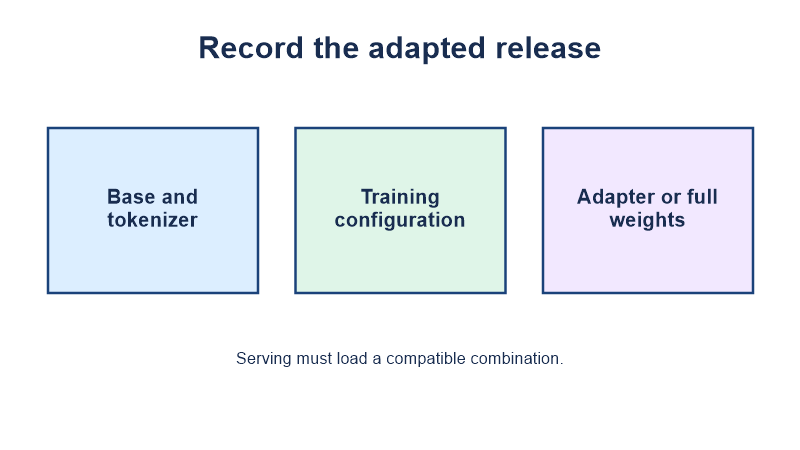 Record the adapted release
Base and
tokenizer
Training
configuration
Adapter or full
weights
Serving must load a compatible combination.